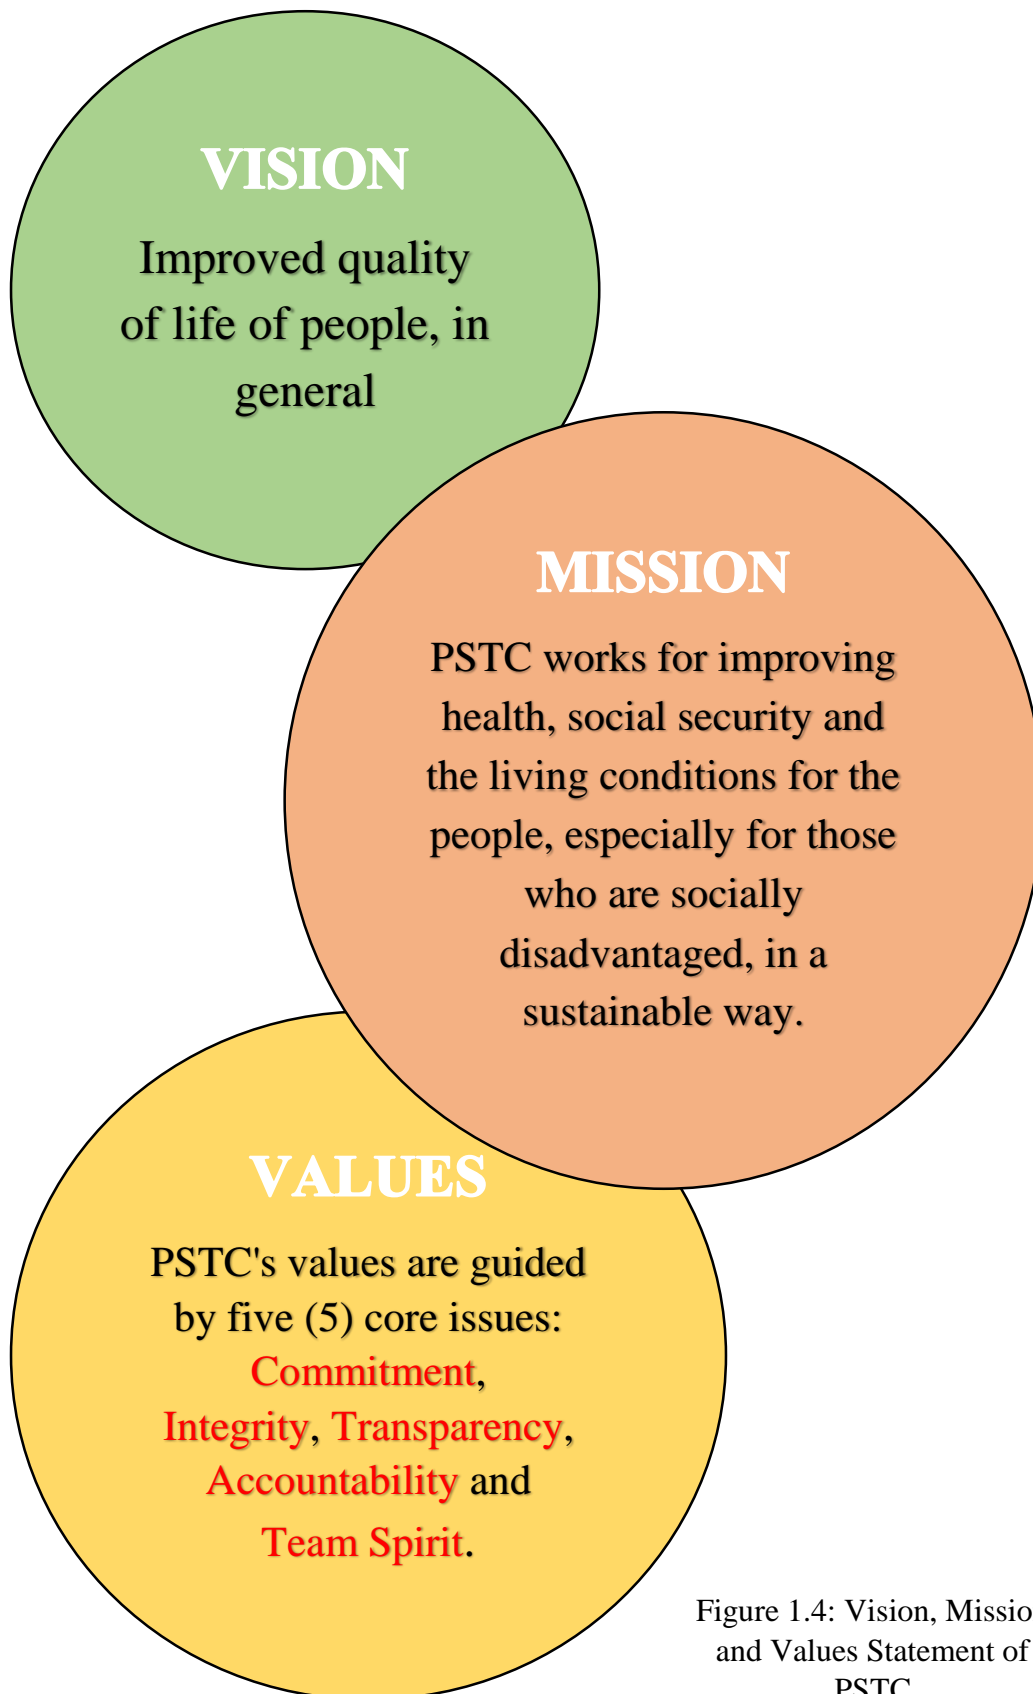 VISION
Improved quality
of life of people, in
general
MISSION
PSTC works for improving
health, social security and
the living conditions for the
people, especially for those
who are socially
disadvantaged, in a
sustainable way.
VALUES
PSTC's values are guided
by five (5) core issues:
Commitment,
Integrity, Transparency,
Accountability and
Team Spirit.
Figure 1.4: Vision, Missio
and Values Statement of
PSTC